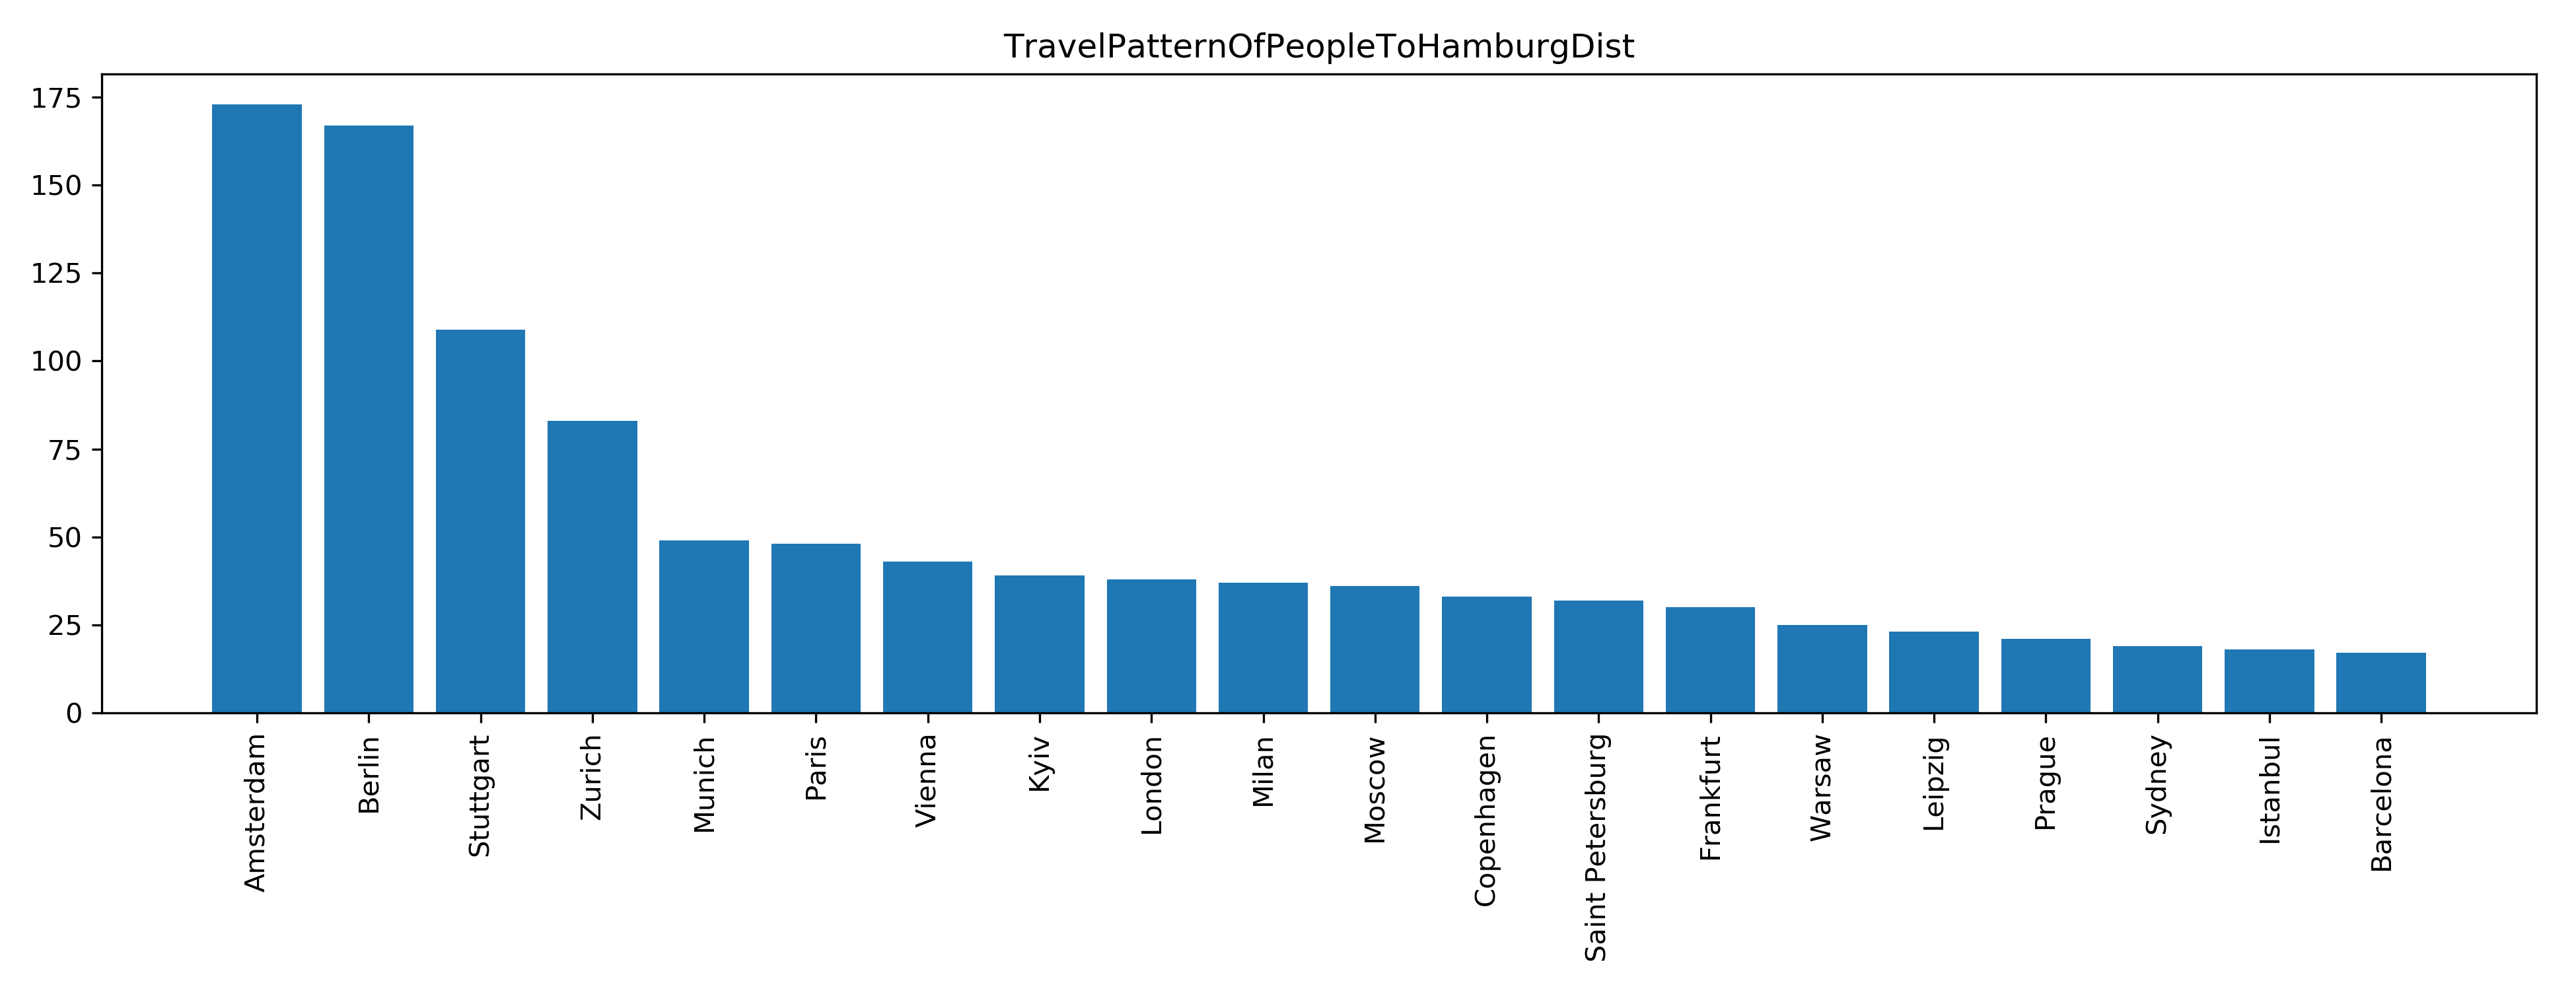 TravelPatternOfPeopleToHamburgDist
175
150
125
100
75
50
25
0
Amsterdam
Berlin
Stuttgart
Zurich
Munich
Paris
Vienna
Kyiv
London
Milan
Moscow
Copenhagen
Saint Petersburg
Frankfurt
Warsaw
Leipzig
Prague
Sydney
Istanbul
Barcelona